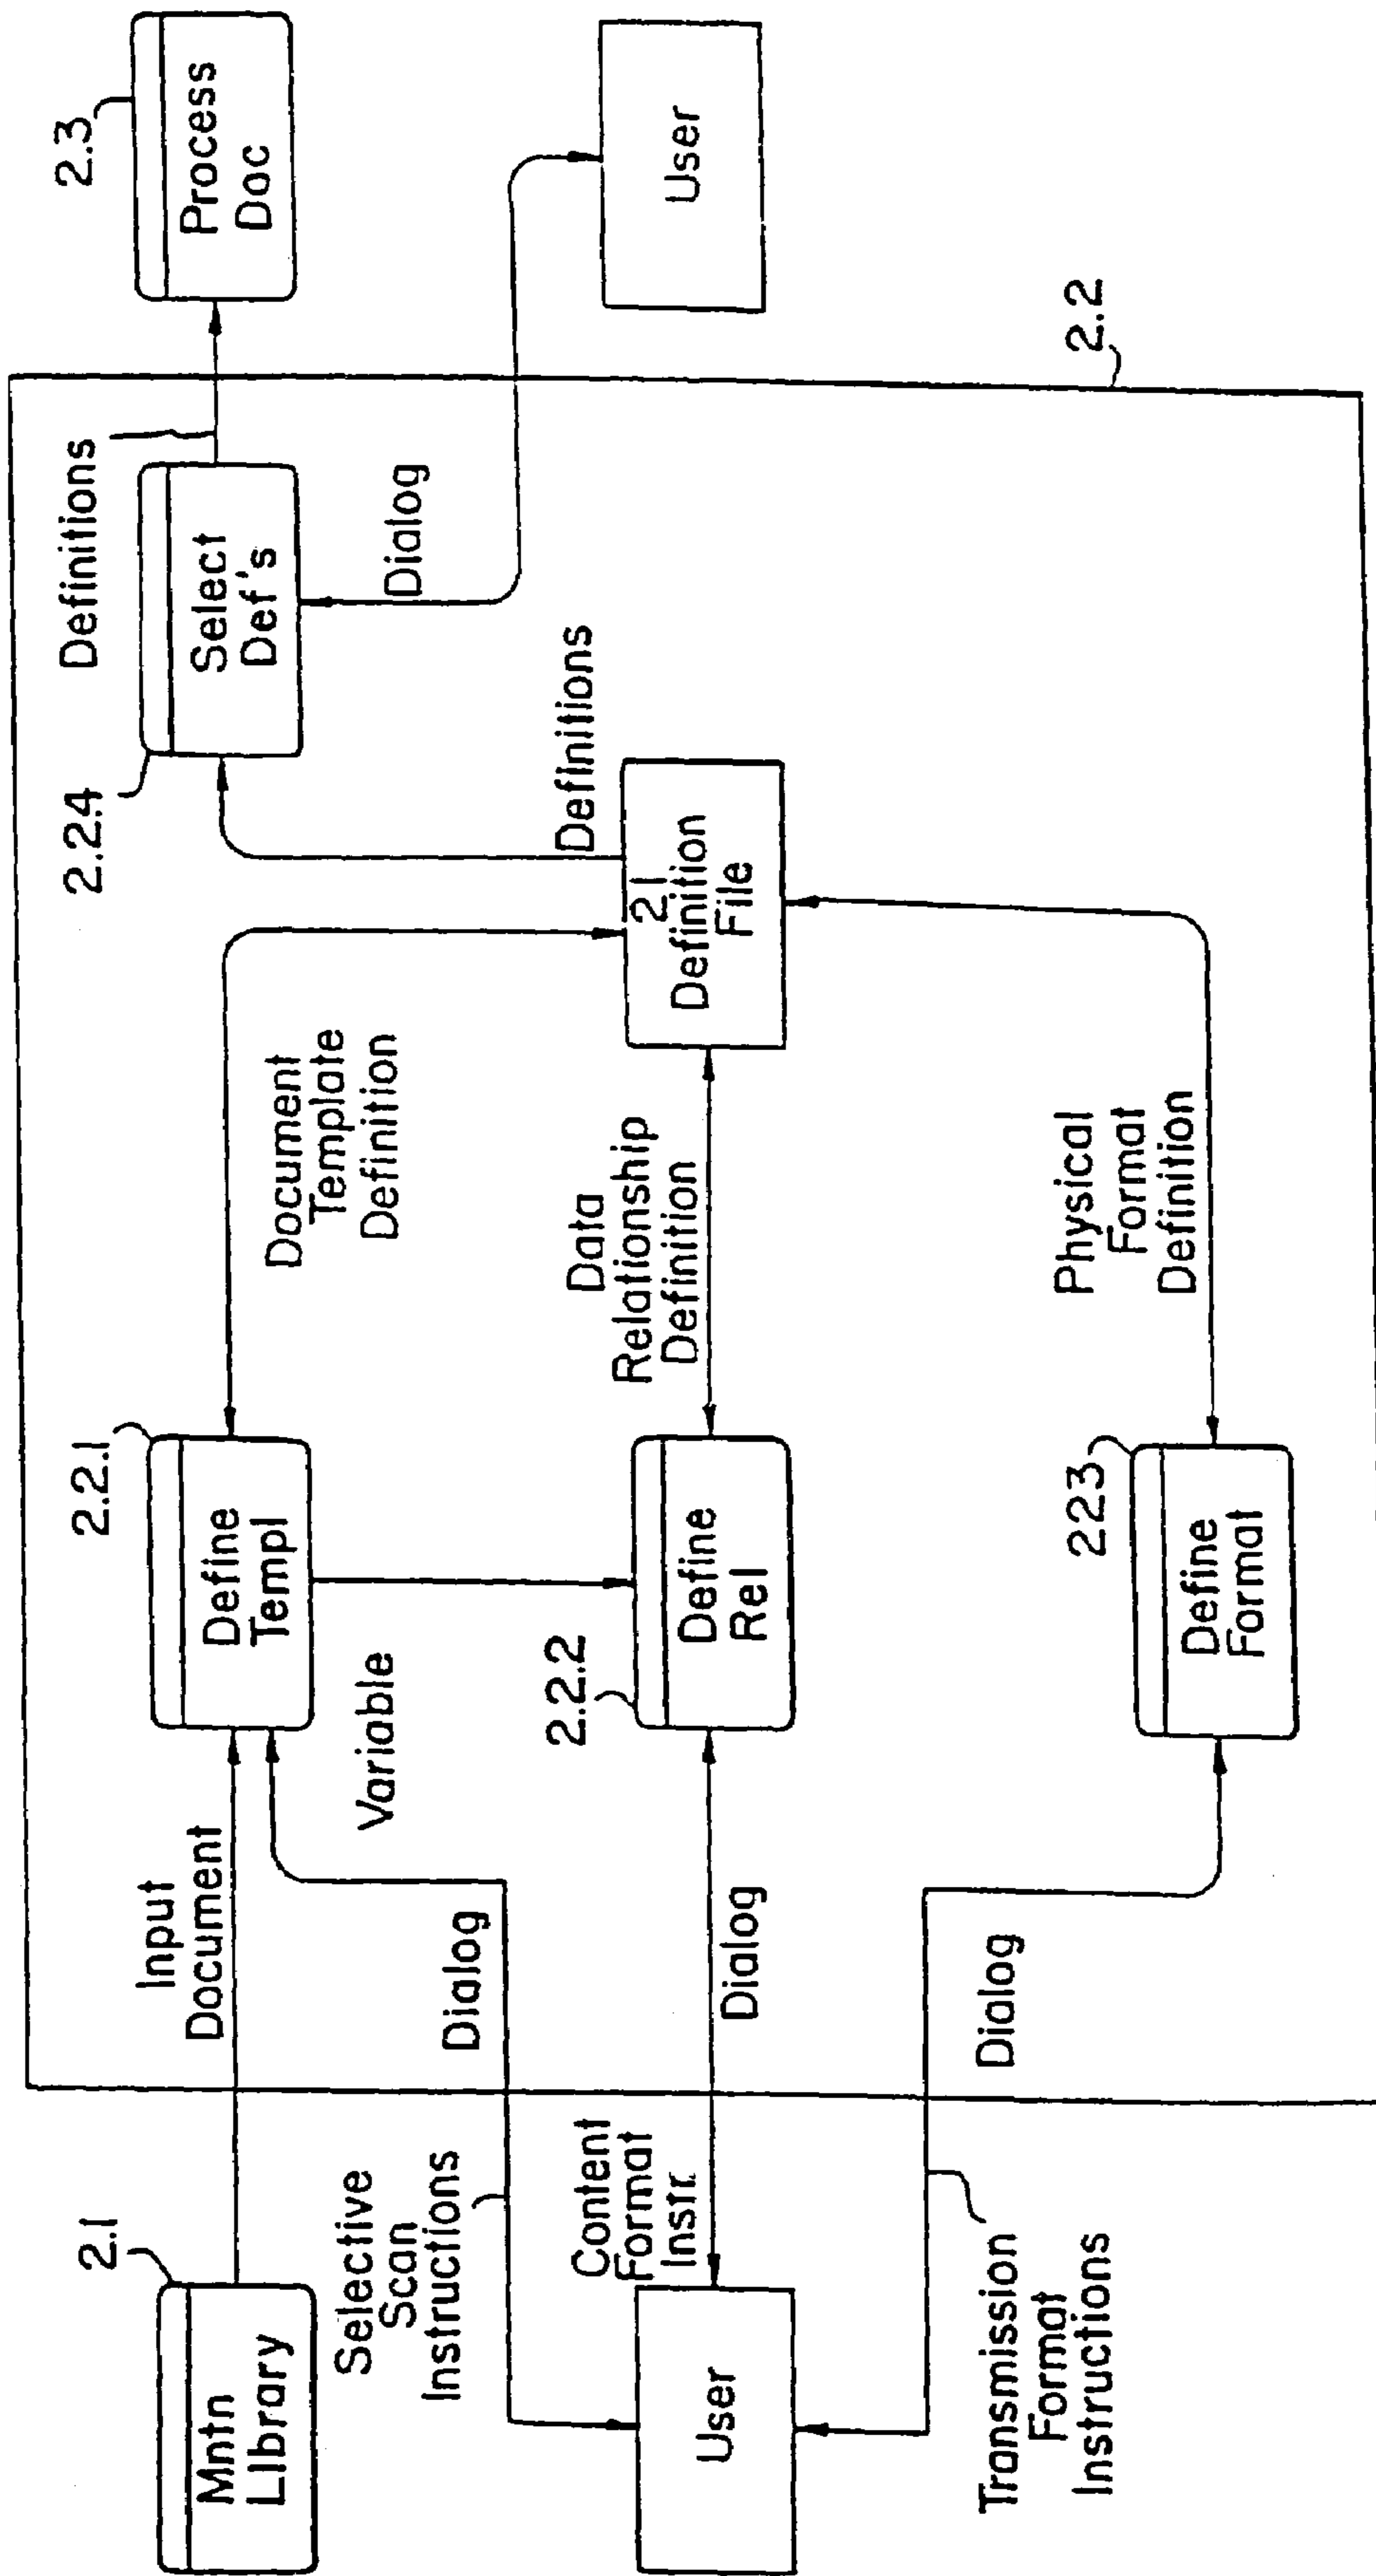 2.1
Mntn
LIbrary
Input
Document
2.2.1
Define
Templ
Document
Template
Definition
2.2.4
Select
Def's
Definitions
2.3
Process
Doc
Selective
Scan
Instructions
Dialog
Variable
Definitions
Dialog
User
Content
Format
Instr.
Dialog
2.2.2
Define
Rel
Data
Relationship
Definition
2.1
Definition
File
User
Transmission
Format
Instructions
Dialog
223
Define
Format
Physical
Format
Definition
2.2